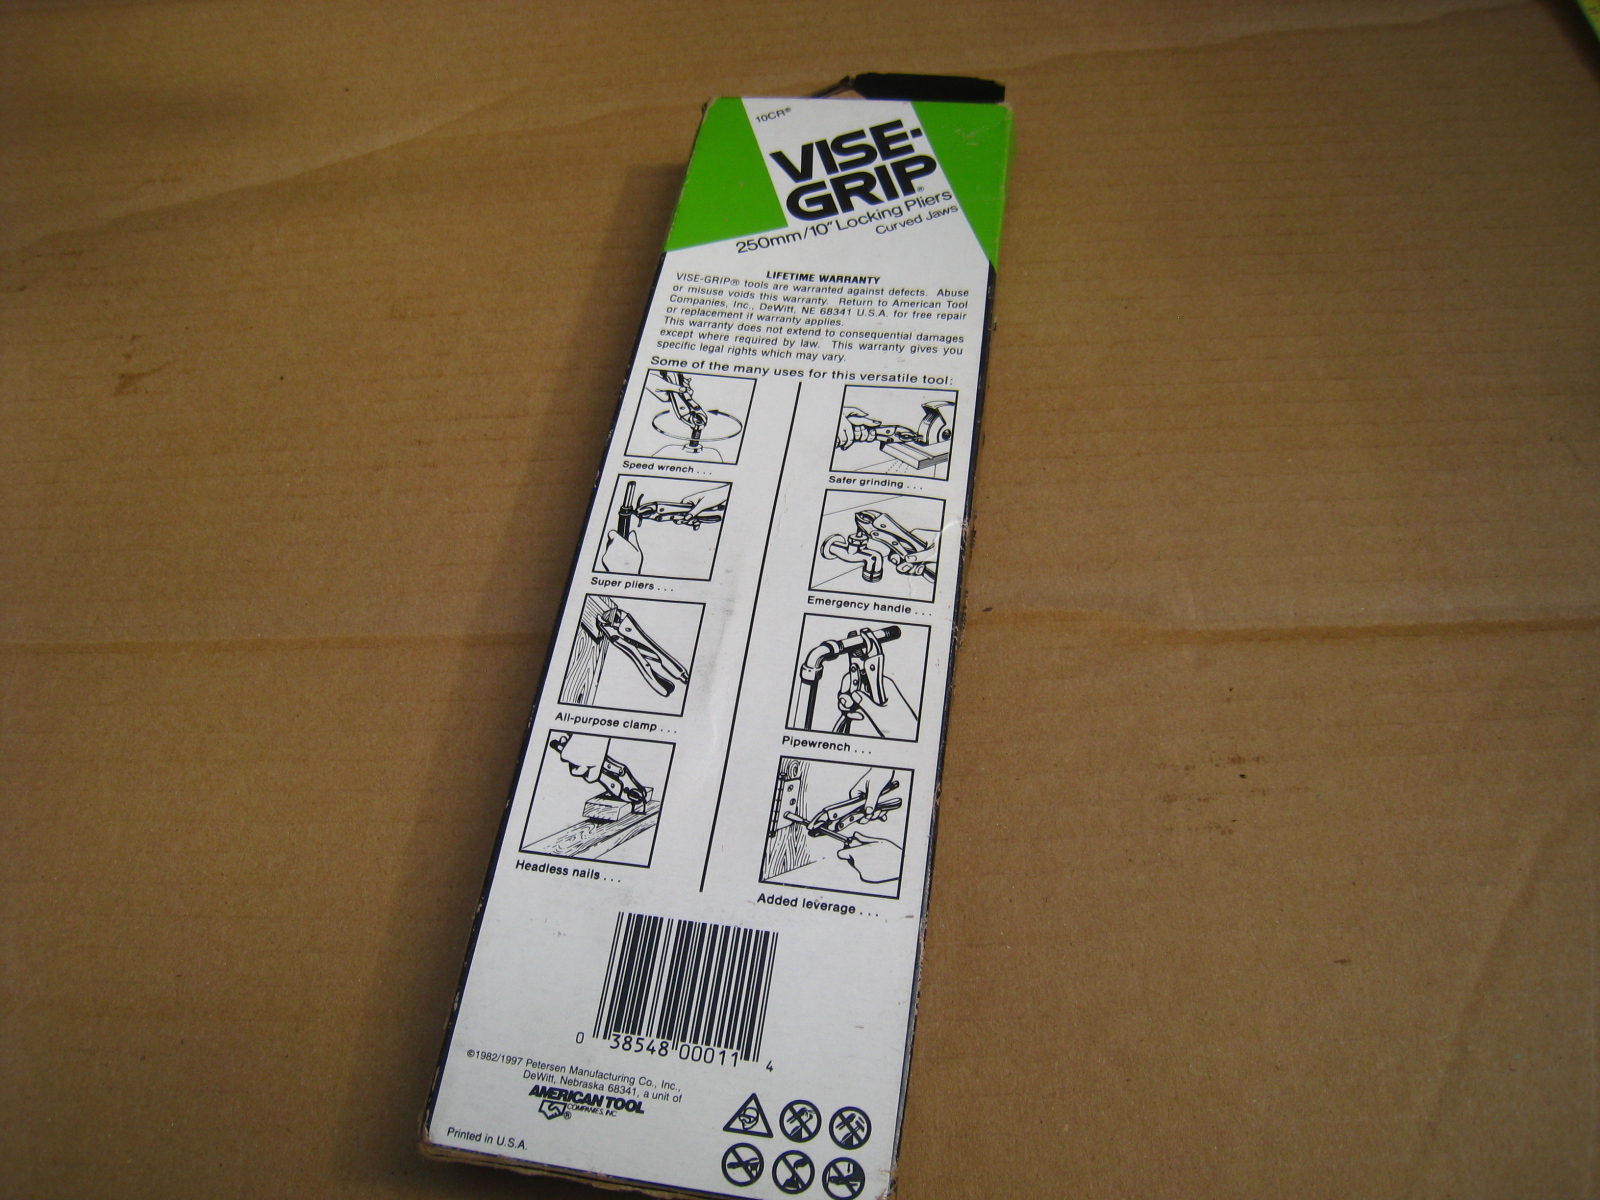 10CR®
VISE-
GRIP®
250mm/10" Locking Pliers
Curved Jaws
LIFETIME WARRANTY
VISE-GRIP® tools are warranted against defects. Abuse
or misuse voids this warranty. Return to American Tool
Companies, Inc., DeWitt, NE 68341 U.S.A. for free repair
or replacement if warranty applies.
This warranty does not extend to consequential damages
except where required by law. This warranty gives you
specific legal rights which may vary.
Some of the many uses for this versatile tool:
Speed wrench . . .
Safer grinding . . .
Super pliers . . .
Emergency handle . . .
All-purpose clamp . . .
Pipewrench . . .
Headless nails . . .
Added leverage . . .
0 38548 00011 4
©1982/1997 Petersen Manufacturing Co., Inc.,
DeWitt, Nebraska 68341, a unit of
AMERICAN TOOL
COMPANIES, INC
®
Printed in U.S.A.